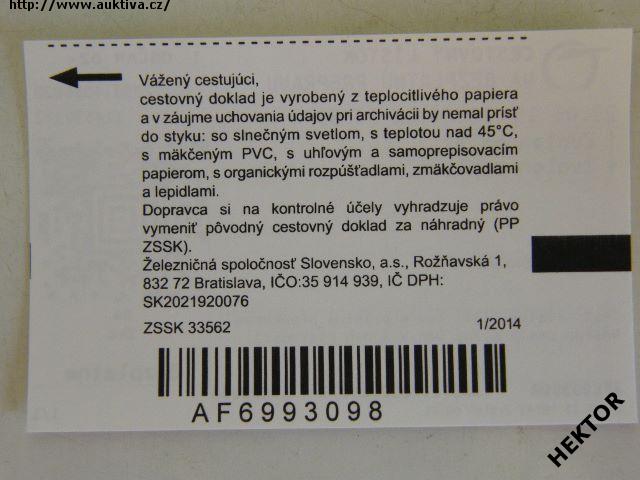 http://www.auktiva.cz/
Vážený cestujúci,
cestovný doklad je vyrobený z teplocitlivého papiera
a v záujme uchovania údajov pri archivácii by nemal prísť
do styku: so slnečným svetlom, s teplotou nad 45°C,
s mäkčeným PVC, s uhľovým a samoprepisovacím
papierom, s organickými rozpúšťadlami, zmäkčovadlami
a lepidlami.
Dopravca si na kontrolné účely vyhradzuje právo
vymeniť pôvodný cestovný doklad za náhradný (PP
ZSSK).
Železničná spoločnosť Slovensko, a.s., Rožňavská 1,
832 72 Bratislava, IČO:35 914 939, IČ DPH:
SK2021920076
ZSSK 33562 1/2014
AF6993098
HEKTOR